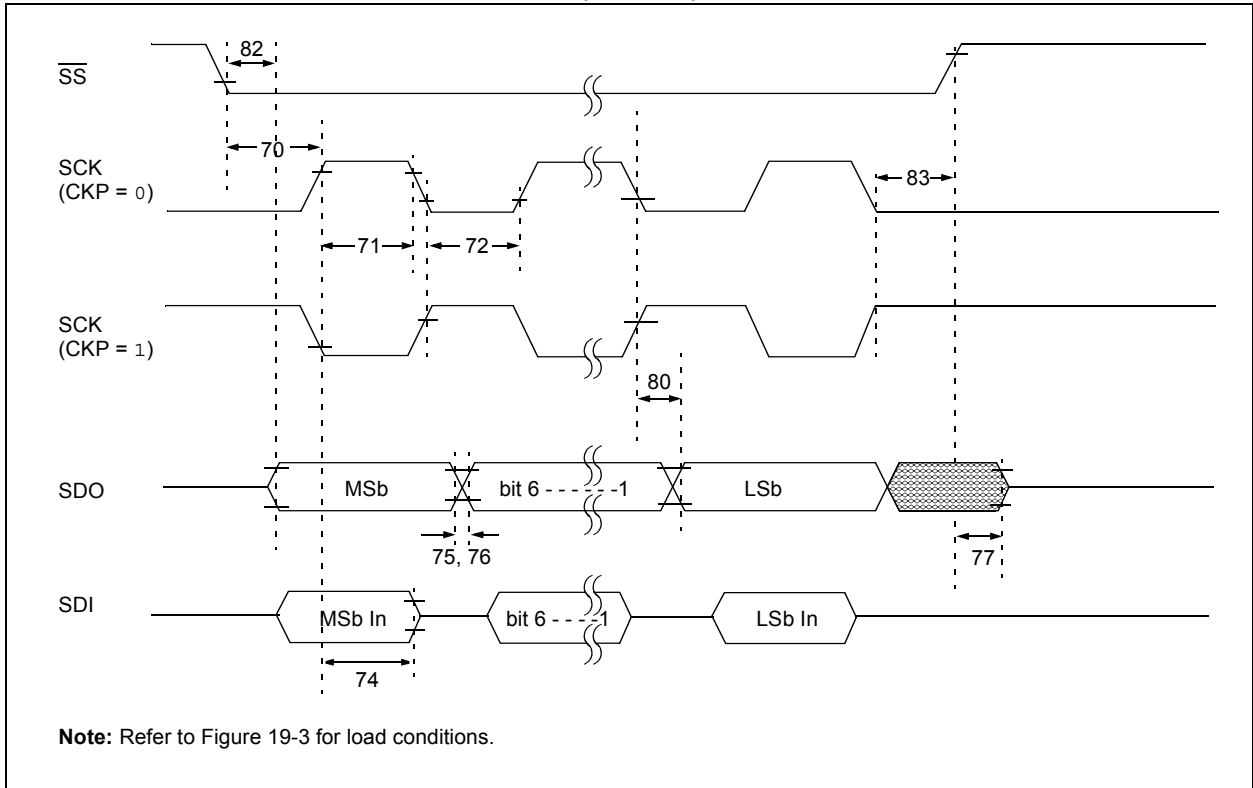 82
SS
70
SCK
(CKP = 0)
83
71
72
SCK
(CKP = 1)
80
SDO
MSb
bit 6 - - - - - -1
LSb
75, 76
77
SDI
MSb In
bit 6 - - - -1
LSb In
74
Note: Refer to Figure 19-3 for load conditions.